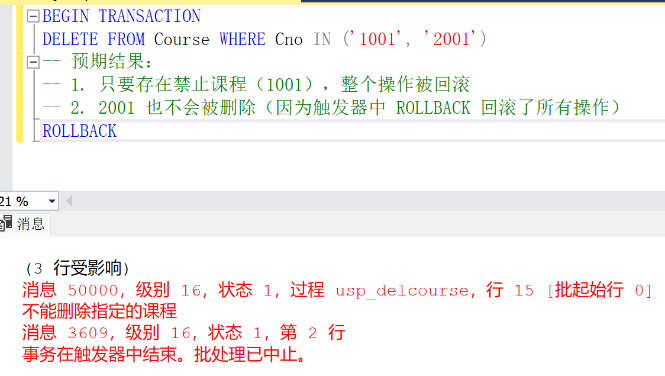 BEGIN TRANSACTION
DELETE FROM Course WHERE Cno IN ('1001', '2001')
-- 预期结果:
-- 1. 只要存在禁止课程（1001），整个操作被回滚
-- 2. 2001 也不会被删除（因为触发器中 ROLLBACK 回滚了所有操作）
ROLLBACK
21 %
消息
(3 行受影响)
消息 50000，级别 16，状态 1，过程 usp_delcourse，行 15 [批起始行 0]
不能删除指定的课程
消息 3609，级别 16，状态 1，第 2 行
事务在触发器中结束。批处理已中止。